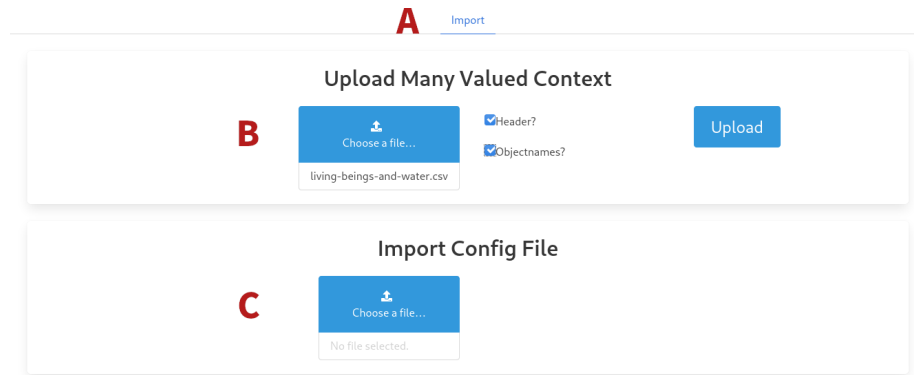 A Import
Upload Many Valued Context
B
Choose a file...
living-beings-and-water.csv
Header?
Objectnames?
Upload
Import Config File
C
Choose a file...
No file selected.